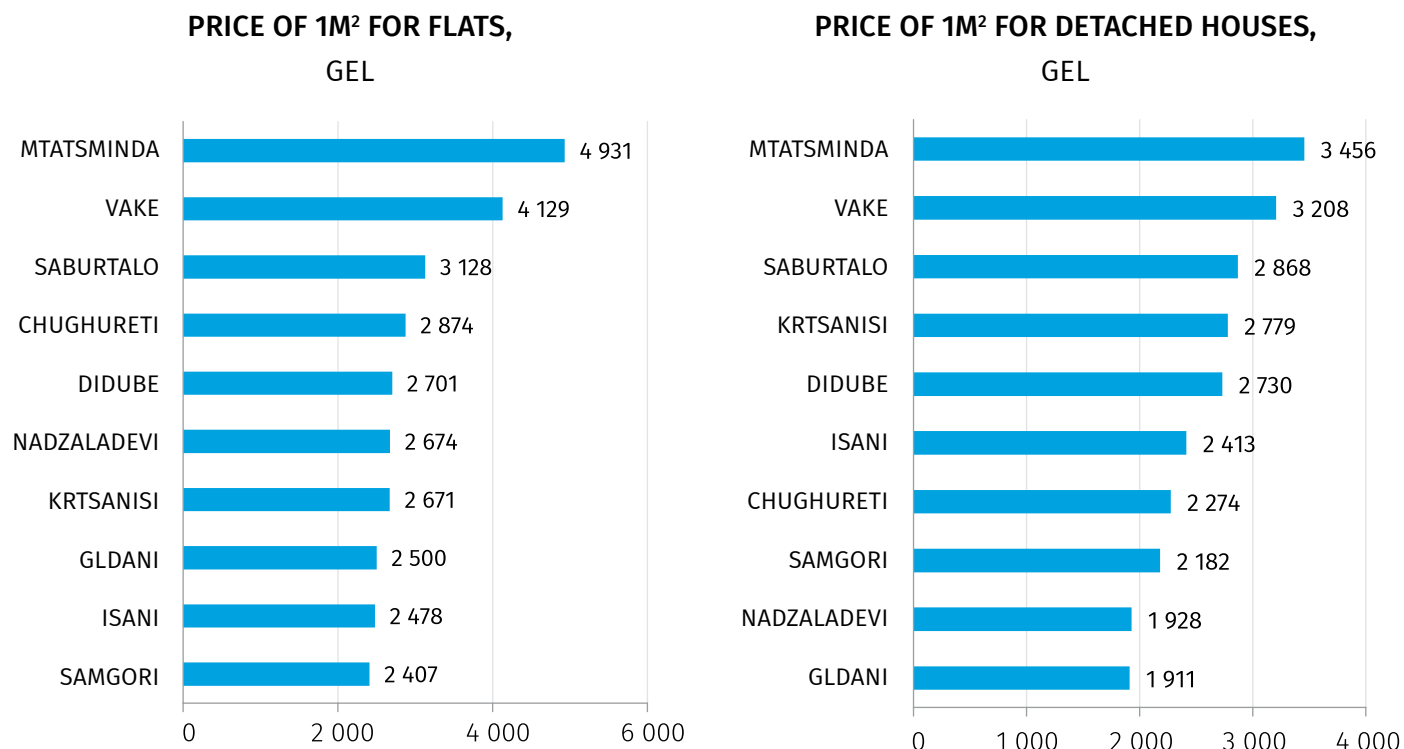 PRICE OF 1M² FOR FLATS,
GEL
MTATSMINDA 4 931
VAKE 4 129
SABURTALO 3 128
CHUGHURETI 2 874
DIDUBE 2 701
NADZALADEVI 2 674
KRTSANISI 2 671
GLDANI 2 500
ISANI 2 478
SAMGORI 2 407
0 2 000 4 000 6 000
PRICE OF 1M² FOR DETACHED HOUSES,
GEL
MTATSMINDA 3 456
VAKE 3 208
SABURTALO 2 868
KRTSANISI 2 779
DIDUBE 2 730
ISANI 2 413
CHUGHURETI 2 274
SAMGORI 2 182
NADZALADEVI 1 928
GLDANI 1 911
0 1 000 2 000 3 000 4 000